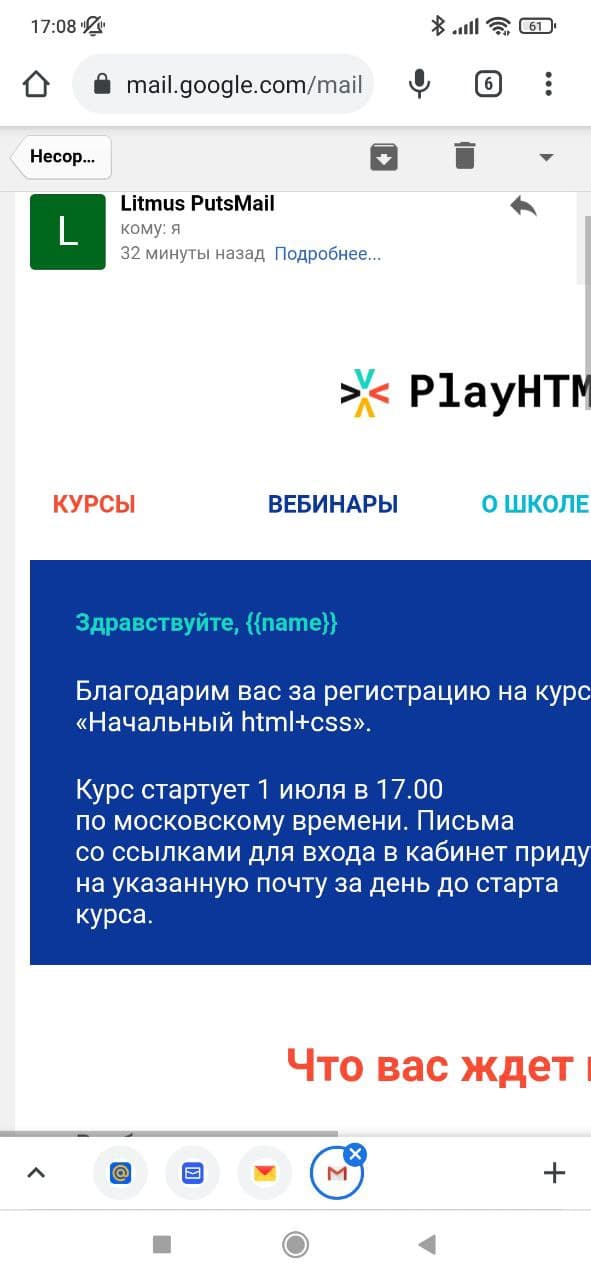 17:08
61
mail.google.com/mail
6
Несор...
L
Litmus PutsMail
кому: я
32 минуты назад Подробнее...
PlayHTM
КУРСЫ ВЕБИНАРЫ О ШКОЛЕ
Здравствуйте, {{name}}
Благодарим вас за регистрацию на курс
«Начальный html+css».
Курс стартует 1 июля в 17.00
по московскому времени. Письма
со ссылками для входа в кабинет приду
на указанную почту за день до старта
курса.
Что вас ждет